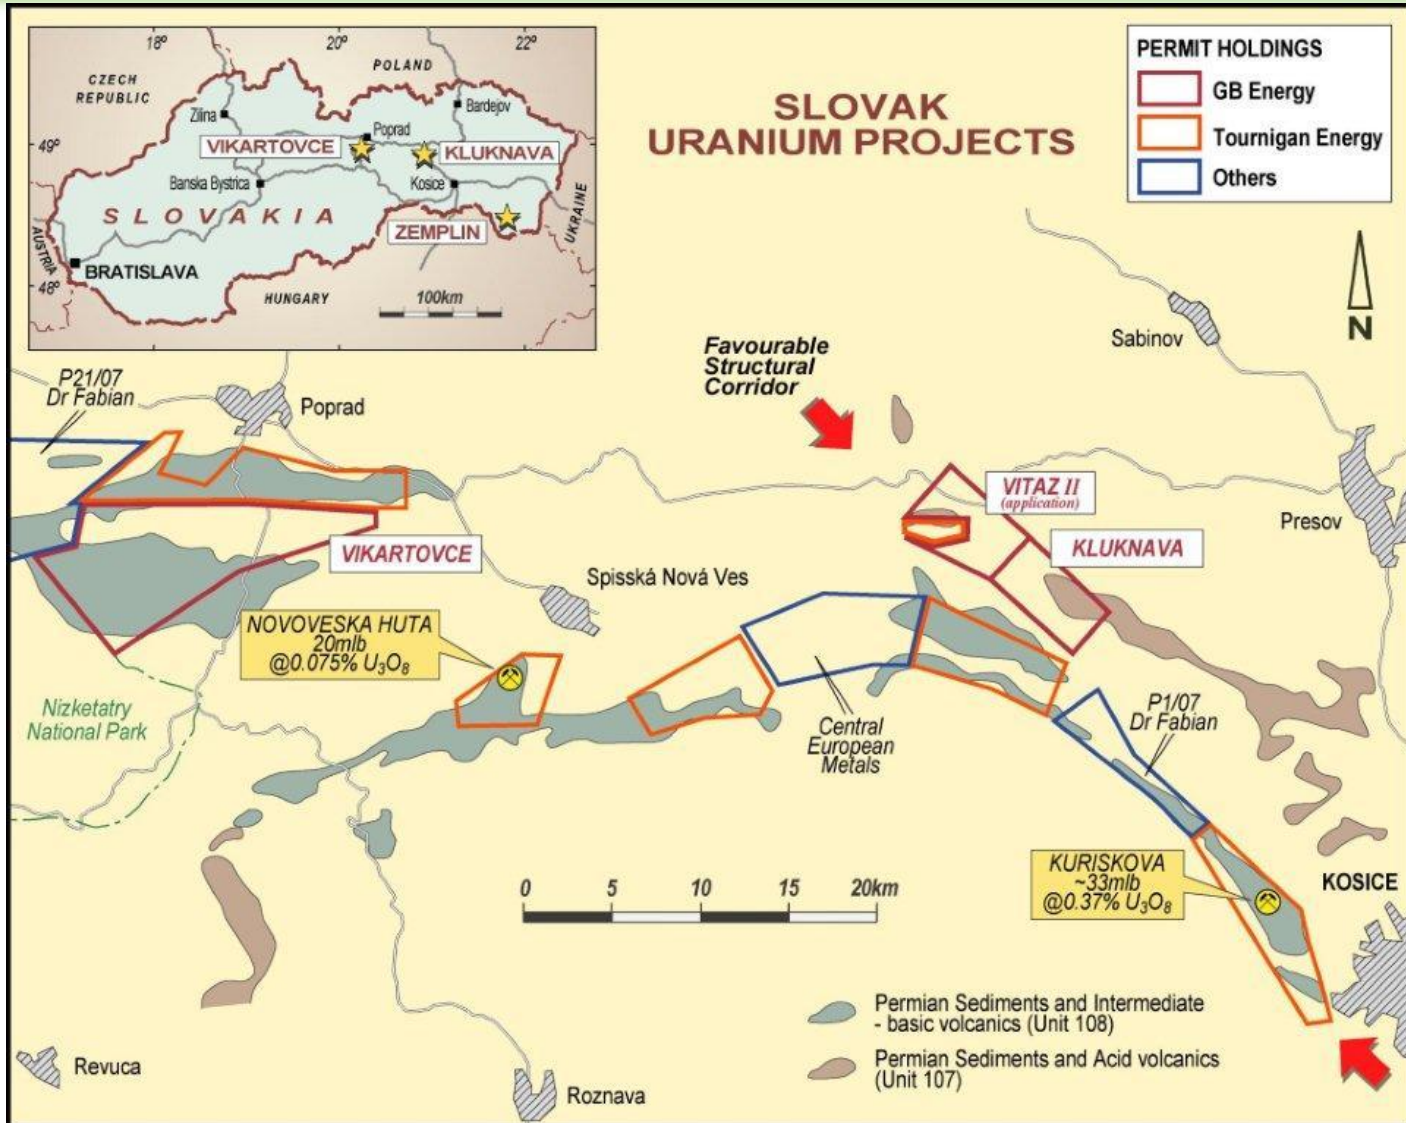 18°
20°
22°
CZECH
REPUBLIC
POLAND
Zilina
Bardejov
49°
49°
VIKARTOVCE
Poprad
KLUKNAVA
Banska Bystrica
Kosice
SLOVAKIA
ZEMPLIN
UKRAINE
AUSTRIA
BRATISLAVA
48°
48°
HUNGARY
100km
SLOVAK
URANIUM PROJECTS
PERMIT HOLDINGS
GB Energy
Tournigan Energy
Others
N
Sabinov
Favourable
Structural
Corridor
P21/07
Dr Fabian
Poprad
VITAZ II
(application)
Presov
VIKARTOVCE
KLUKNAVA
Spisská Nová Ves
NOVOVESKA HUTA
20mlb
@0.075% U₃O₈
Nizketatry
National Park
Central
European
Metals
P1/07
Dr Fabian
KURISKOVA
~33mlb
@0.37% U₃O₈
KOSICE
0 5 10 15 20km
Permian Sediments and Intermediate
- basic volcanics (Unit 108)
Permian Sediments and Acid volcanics
(Unit 107)
Revuca
Roznava